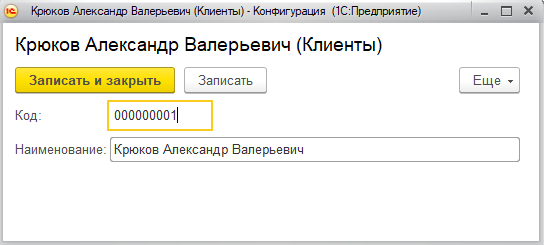 Крюков Александр Валерьевич (Клиенты) - Конфигурация (1С:Предприятие)
Крюков Александр Валерьевич (Клиенты)
Записать и закрыть Записать Еще
Код: 000000001
Наименование: Крюков Александр Валерьевич